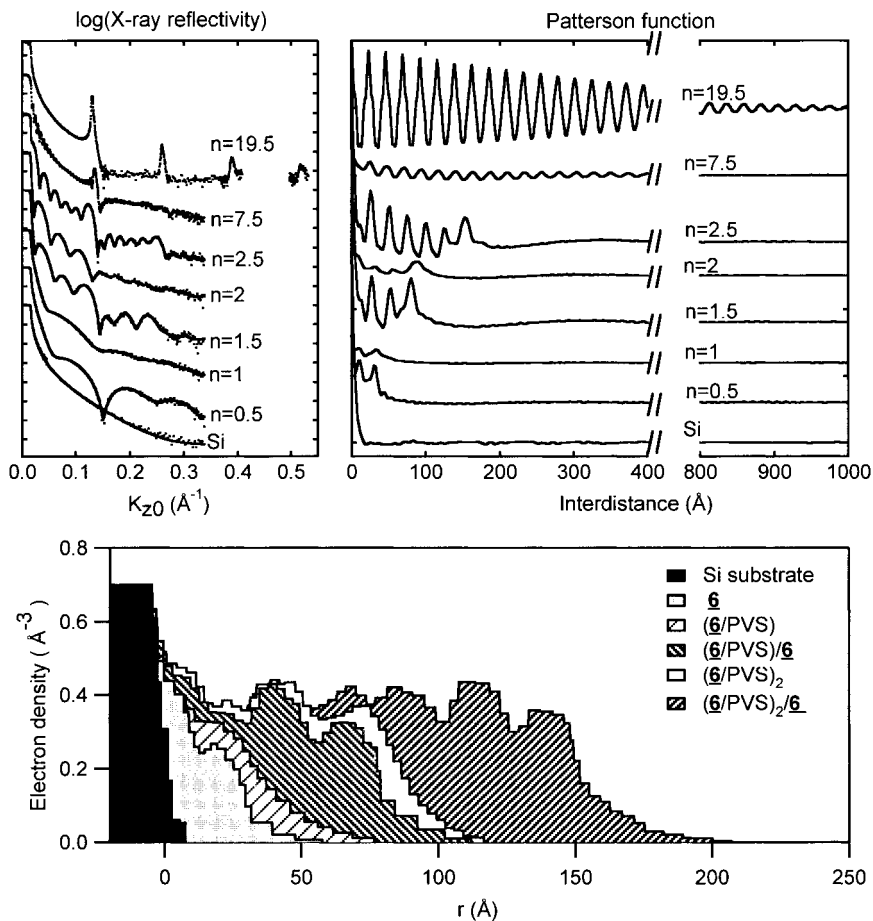 log(X-ray reflectivity)
Patterson function
n=19.5
n=7.5
n=2.5
n=2
n=1.5
n=1
n=0.5
Si
0.0 0.1 0.2 0.3 0.4 0.5
K_z0 (Å⁻¹)
n=19.5
n=7.5
n=2.5
n=2
n=1.5
n=1
n=0.5
Si
0 100 200 300 400 800 900 1000
Interdistance (Å)
0.8
0.6
0.4
0.2
0.0
Electron density ( Å⁻³)
Si substrate
6
(6/PVS)
(6/PVS)/6
(6/PVS)₂
(6/PVS)₂/6
0 50 100 150 200 250
r (Å)